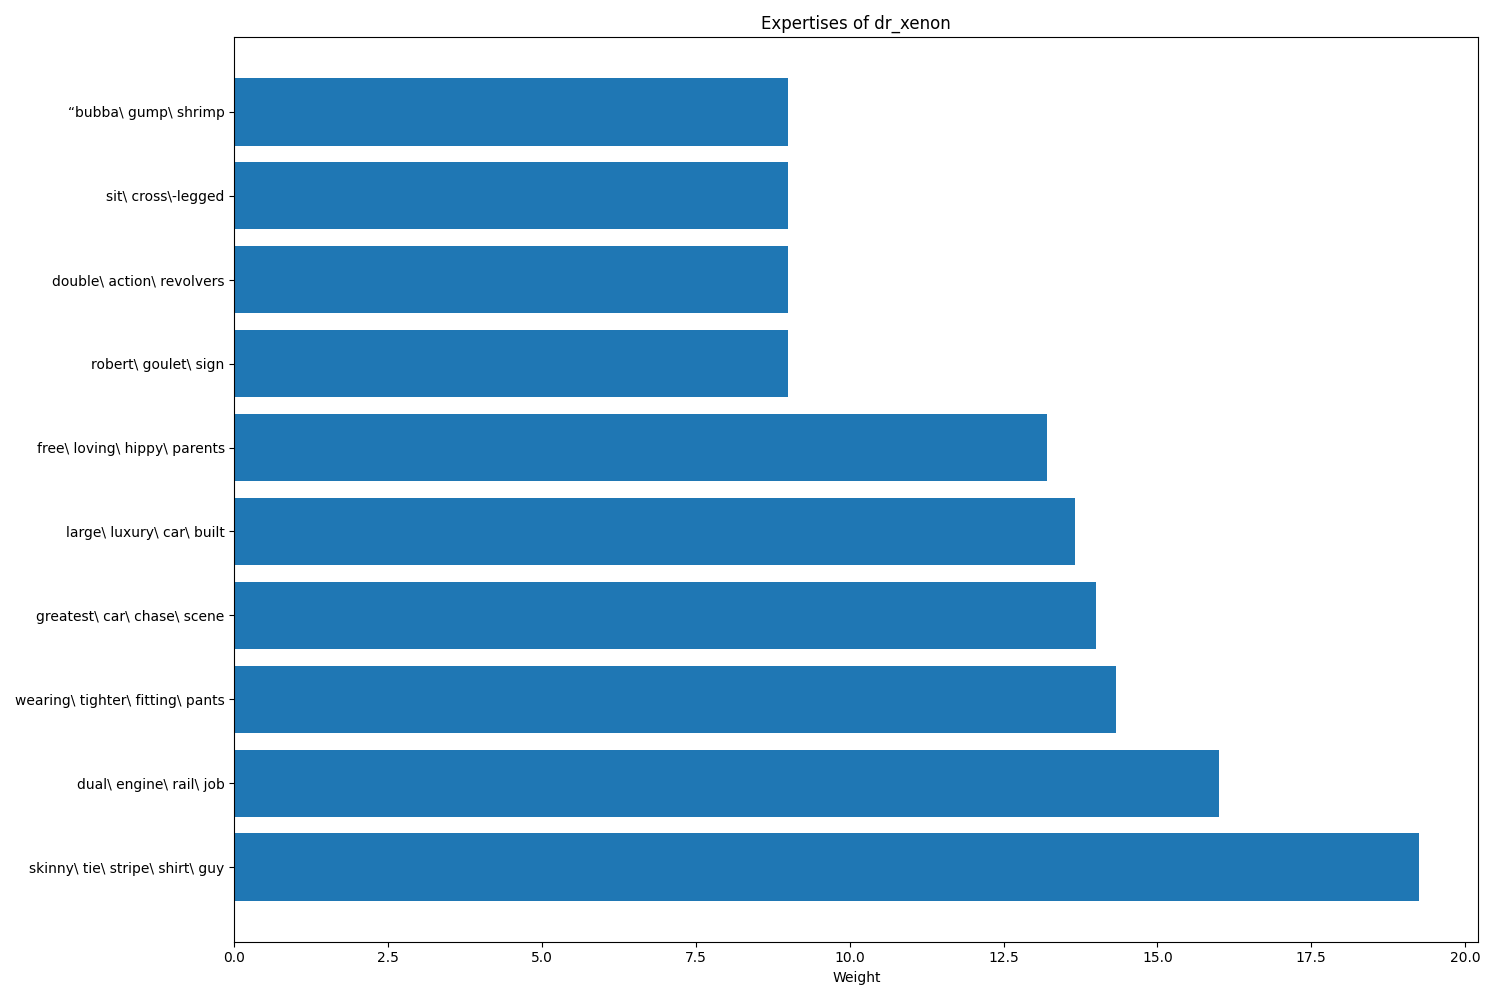 Expertises of dr_xenon
“bubba\ gump\ shrimp
sit\ cross\-legged
double\ action\ revolvers
robert\ goulet\ sign
free\ loving\ hippy\ parents
large\ luxury\ car\ built
greatest\ car\ chase\ scene
wearing\ tighter\ fitting\ pants
dual\ engine\ rail\ job
skinny\ tie\ stripe\ shirt\ guy
0.0 2.5 5.0 7.5 10.0 12.5 15.0 17.5 20.0
Weight